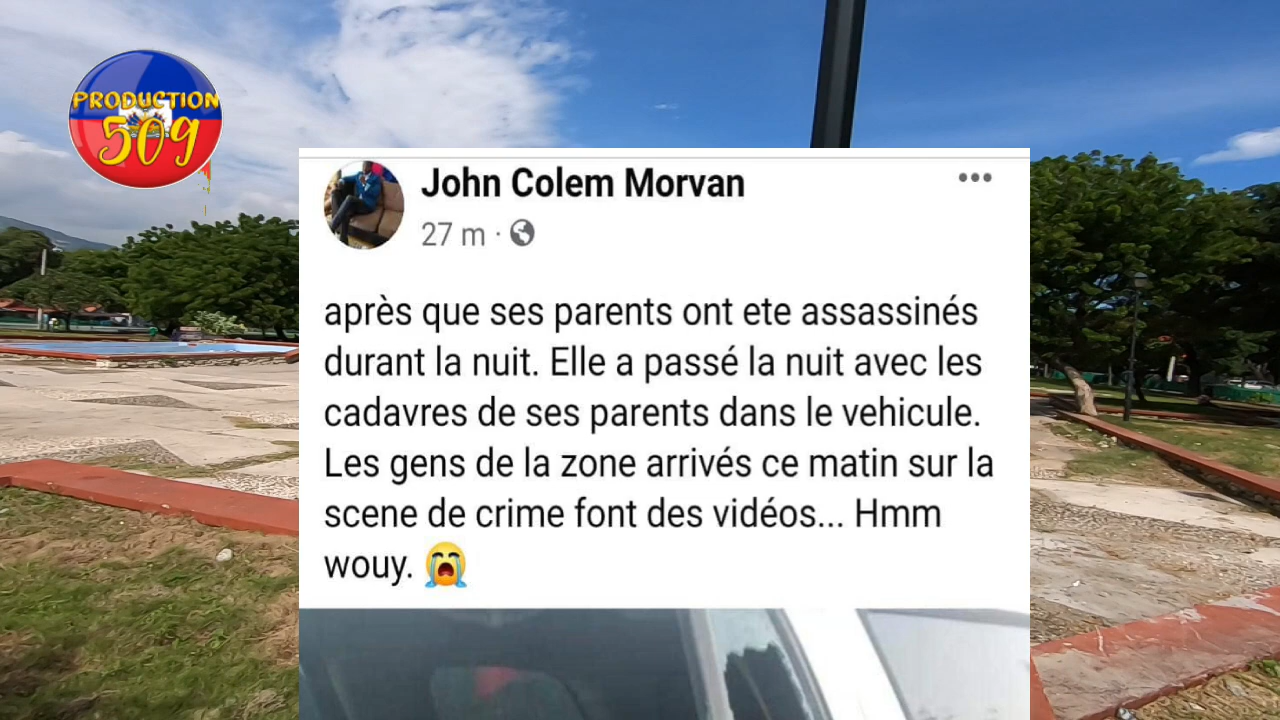 PRODUCTION
509
John Colem Morvan
27 m ·
après que ses parents ont ete assassinés
durant la nuit. Elle a passé la nuit avec les
cadavres de ses parents dans le vehicule.
Les gens de la zone arrivés ce matin sur la
scene de crime font des vidéos... Hmm
wouy. 😭